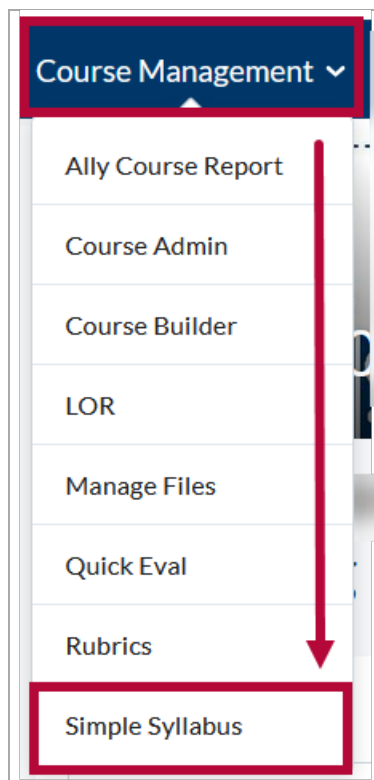 Course Management
Ally Course Report
Course Admin
Course Builder
LOR
Manage Files
Quick Eval
Rubrics
Simple Syllabus